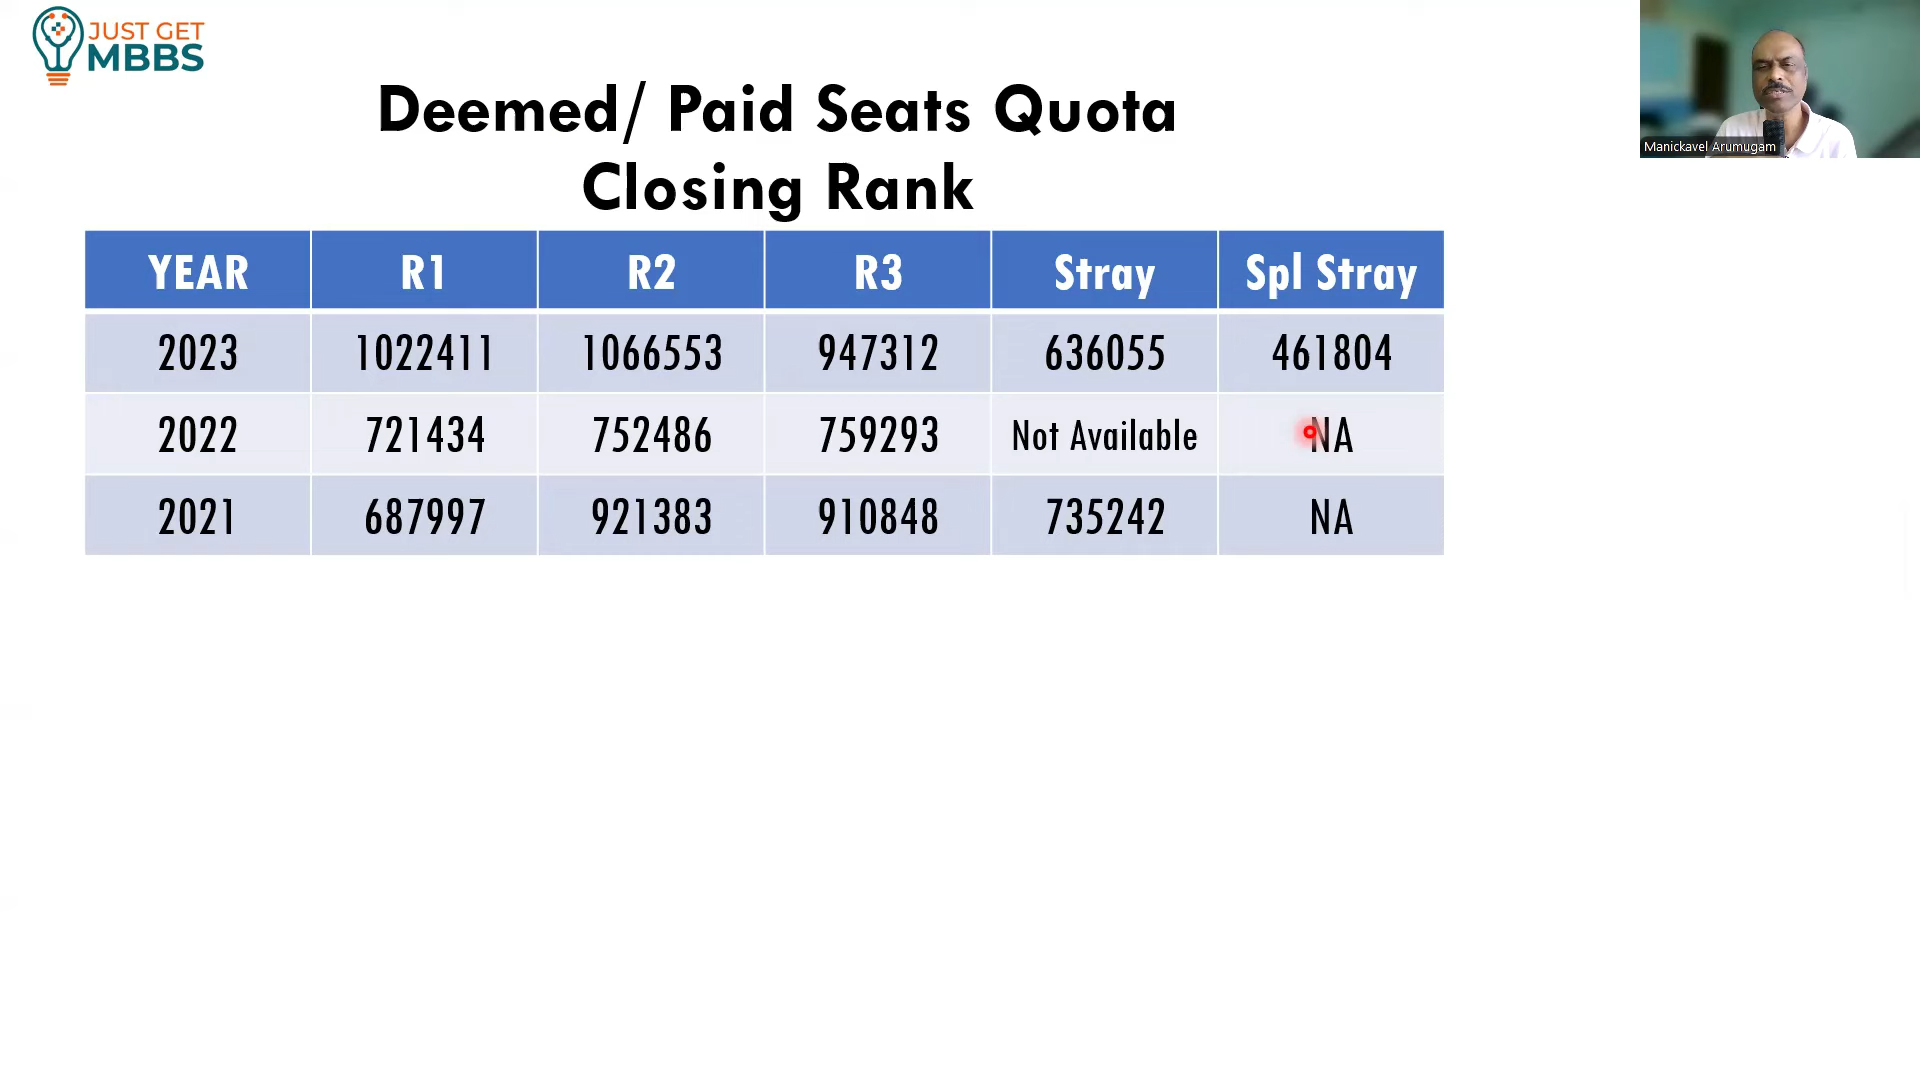 JUST GET
MBBS
Deemed/ Paid Seats Quota
Closing Rank
Manickavel Arumugam
YEAR R1 R2 R3 Stray Spl Stray
2023 1022411 1066553 947312 636055 461804
2022 721434 752486 759293 Not Available NA
2021 687997 921383 910848 735242 NA